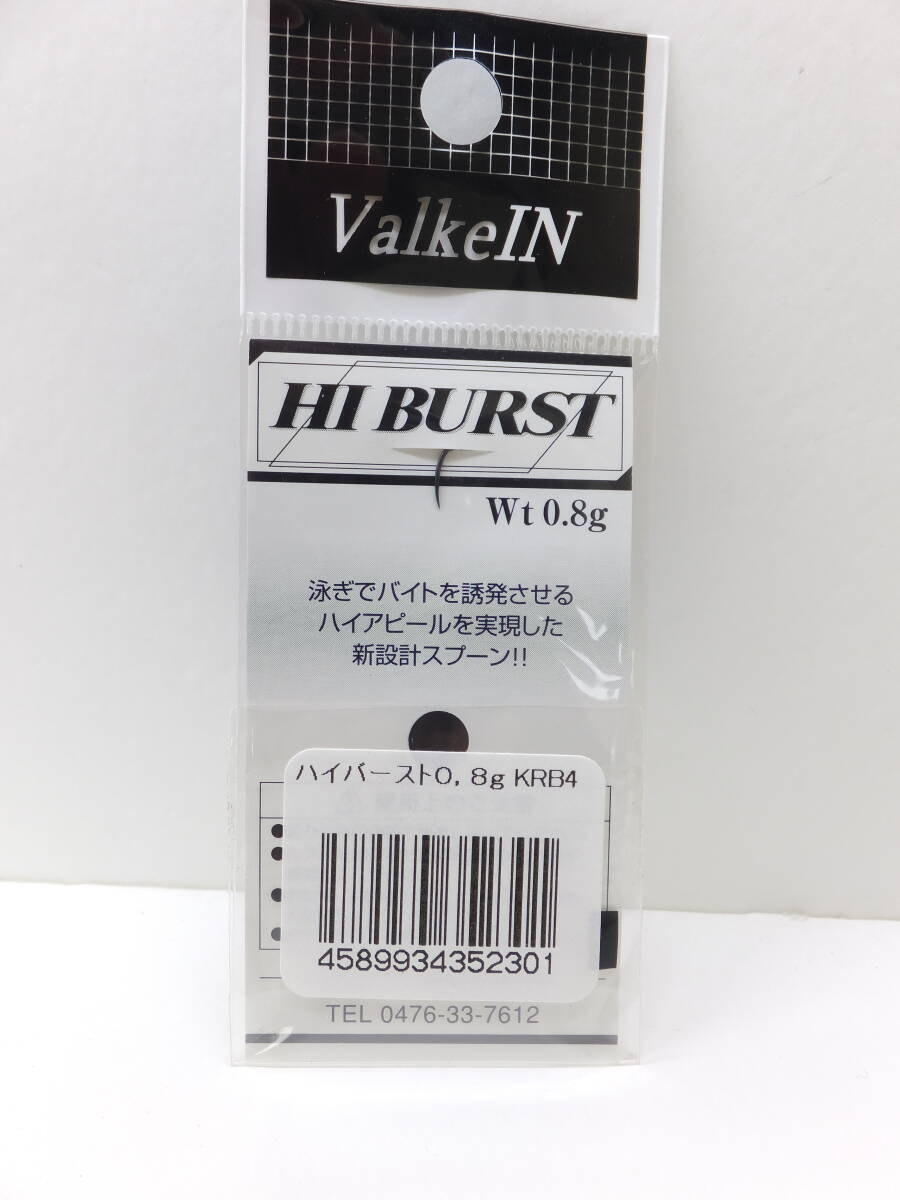 ValkeIN
HI BURST
Wt 0.8g
泳ぎでバイトを誘発させる
ハイアピールを実現した
新設計スプーン!!
ハイバースト0, 8g KRB4
4589934352301
TEL 0476-33-7612